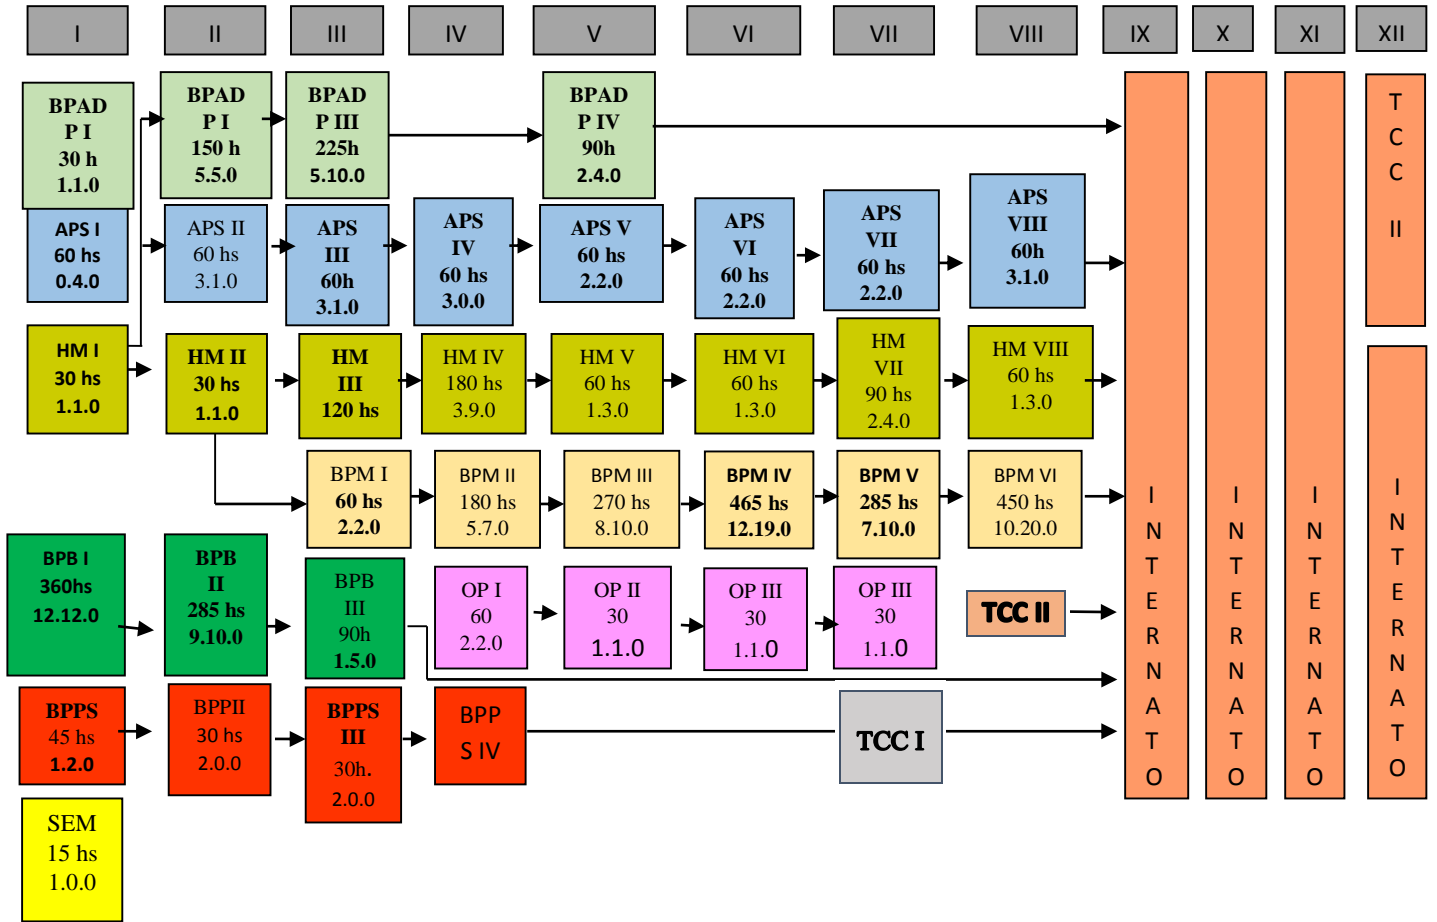 I
II
III
IV
V
VI
VII
VIII
IX
X
XI
XII
BPAD
P I
30 h
1.1.0
BPAD
P I
150 h
5.5.0
BPAD
P III
225h
5.10.0
BPAD
P IV
90h
2.4.0
APS I
60 hs
0.4.0
APS II
60 hs
3.1.0
APS
III
60h
3.1.0
APS
IV
60 hs
3.0.0
APS V
60 hs
2.2.0
APS
VI
60 hs
2.2.0
APS
VII
60 hs
2.2.0
APS
VIII
60h
3.1.0
HM I
30 hs
1.1.0
HM II
30 hs
1.1.0
HM
III
120 hs
HM IV
180 hs
3.9.0
HM V
60 hs
1.3.0
HM VI
60 hs
1.3.0
HM
VII
90 hs
2.4.0
HM VIII
60 hs
1.3.0
BPM I
60 hs
2.2.0
BPM II
180 hs
5.7.0
BPM III
270 hs
8.10.0
BPM IV
465 hs
12.19.0
BPM V
285 hs
7.10.0
BPM VI
450 hs
10.20.0
BPB I
360hs
12.12.0
BPB
II
285 hs
9.10.0
BPB
III
90h
1.5.0
OP I
60
2.2.0
OP II
30
1.1.0
OP III
30
1.1.0
OP III
30
1.1.0
TCC II
BPPS
45 hs
1.2.0
BPPII
30 hs
2.0.0
BPPS
III
30h.
2.0.0
BPP
S IV
TCC I
SEM
15 hs
1.0.0
INTERNATO
INTERNATO
INTERNATO
TCC II
INTERNATO